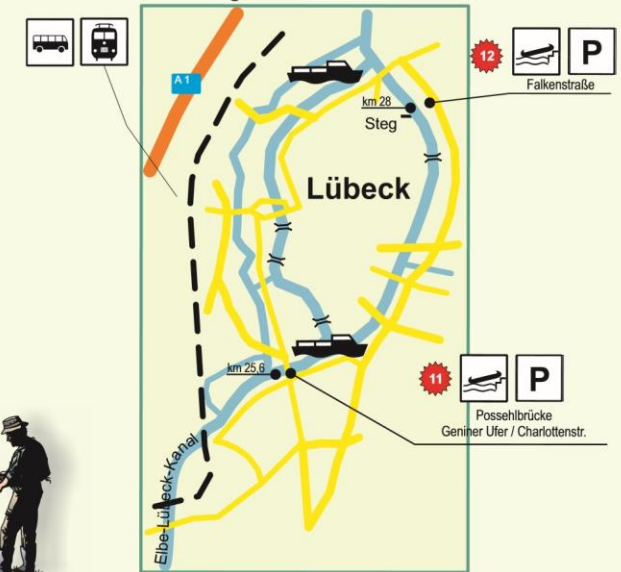 A 1
12
P
Falkenstraße
km 28
Steg
Lübeck
km 25,6
11
P
Possehlbrücke
Geniner Ufer / Charlottenstr.
Elbe-Lübeck-Kanal